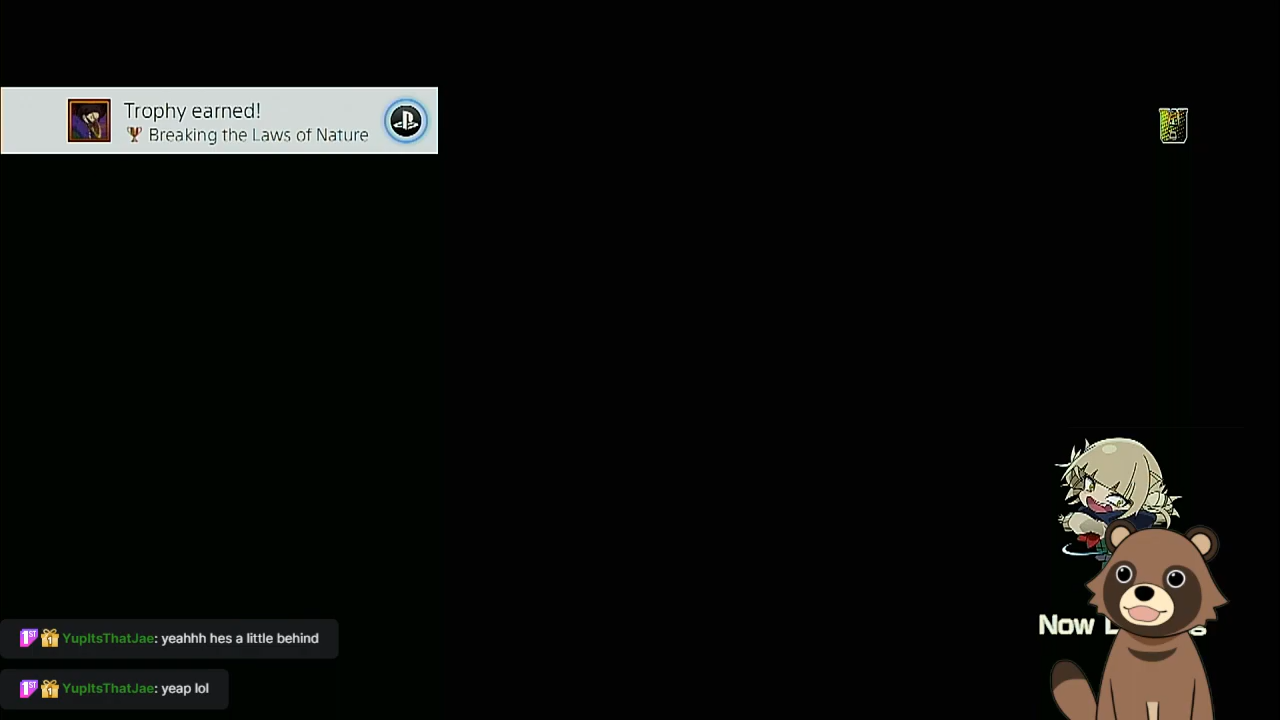 Trophy earned!
Breaking the Laws of Nature
YupItsThatJae: yeahhh hes a little behind
YupItsThatJae: yeap lol
Now